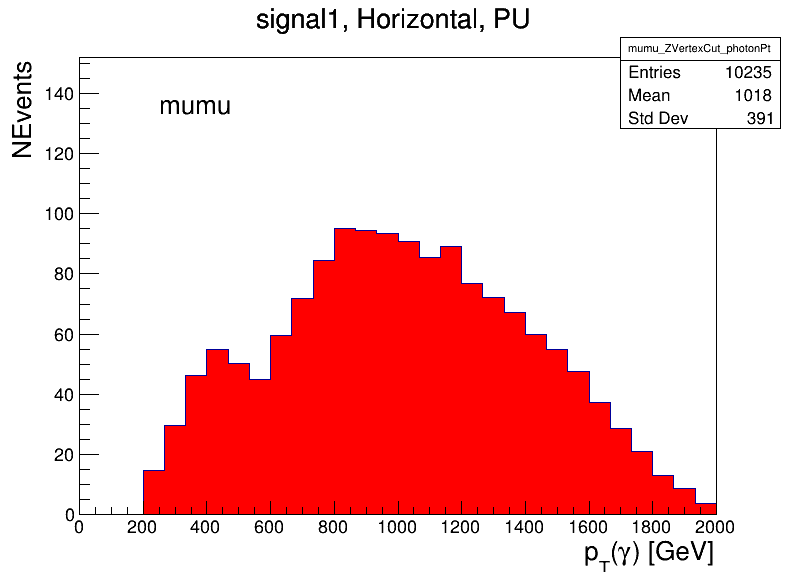 signal1, Horizontal, PU
mumu_ZVertexCut_photonPt
Entries 10235
Mean 1018
Std Dev 391
NEvents
mumu
140
120
100
80
60
40
20
0
0 200 400 600 800 1000 1200 1400 1600 1800 2000
p_T(γ) [GeV]